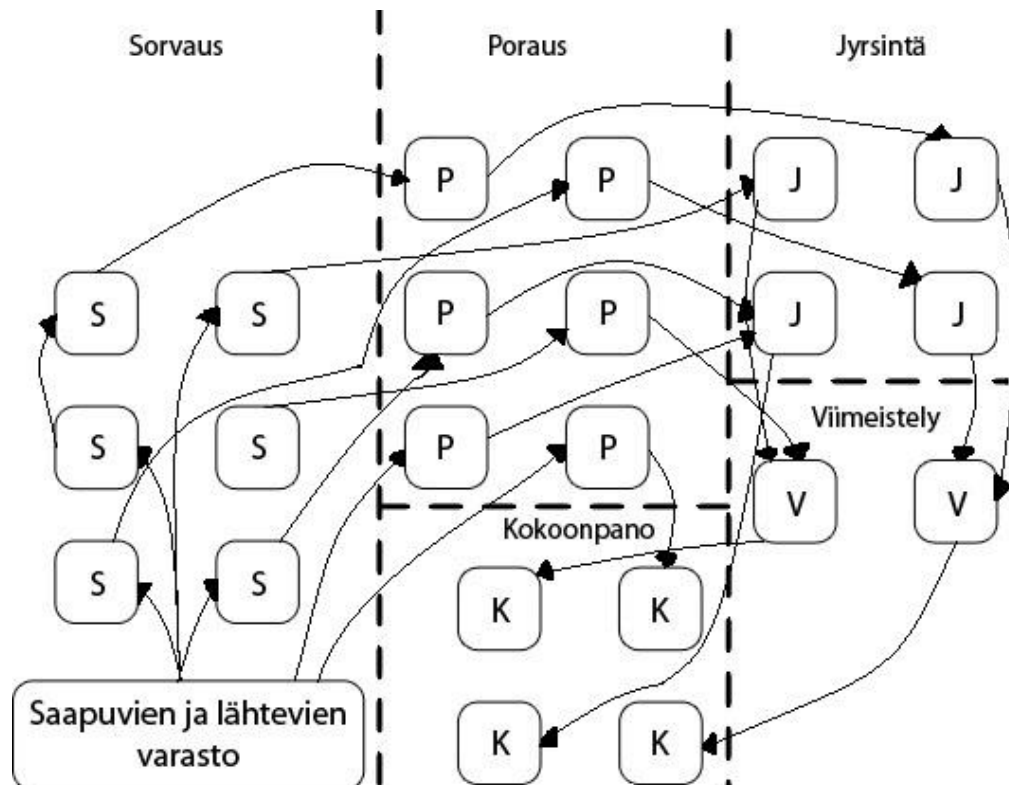 Sorvaus
Poraus
Jyrsintä
P
P
J
J
S
S
P
P
J
J
S
S
P
P
Viimeistely
V
V
Kokoonpano
S
S
K
K
Saapuvien ja lähtevien
varasto
K
K